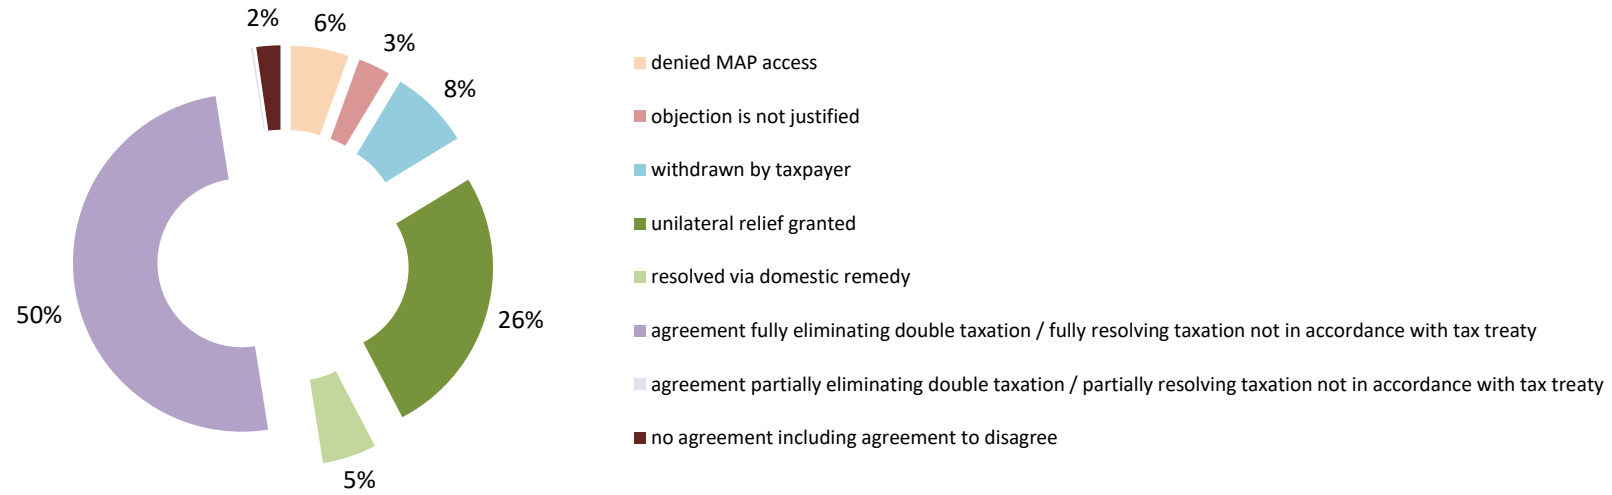 2%
6%
3%
8%
50%
26%
5%
denied MAP access
objection is not justified
withdrawn by taxpayer
unilateral relief granted
resolved via domestic remedy
agreement fully eliminating double taxation / fully resolving taxation not in accordance with tax treaty
agreement partially eliminating double taxation / partially resolving taxation not in accordance with tax treaty
no agreement including agreement to disagree